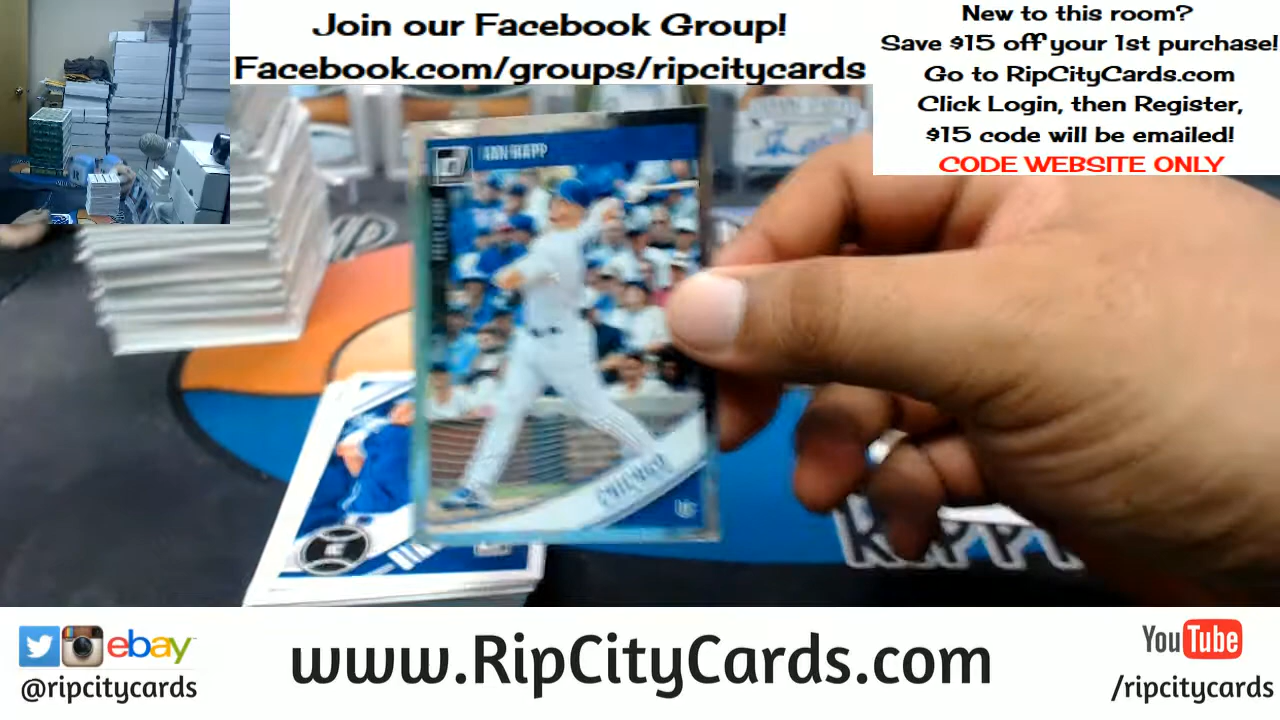 Join our Facebook Group!
Facebook.com/groups/ripcitycards
New to this room?
Save $15 off your 1st purchase!
Go to RipCityCards.com
Click Login, then Register,
$15 code will be emailed!
CODE WEBSITE ONLY
IAN HAPP
CHICAGO
RIPPY
ebay
@ripcitycards
www.RipCityCards.com
YouTube
/ripcitycards